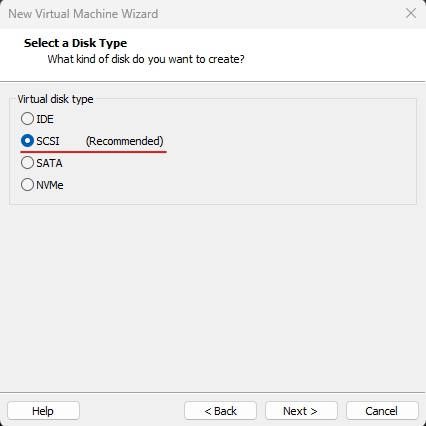 New Virtual Machine Wizard
Select a Disk Type
What kind of disk do you want to create?
Virtual disk type
IDE
SCSI (Recommended)
SATA
NVMe
Help < Back Next > Cancel